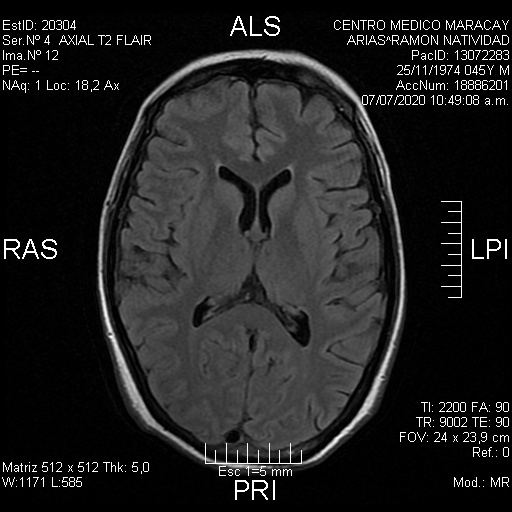 EstID: 20304
Ser.Nº 4 AXIAL T2 FLAIR
Ima.Nº 12
PE= --
NAq: 1 Loc: 18,2 Ax
ALS
CENTRO MEDICO MARACAY
ARIAS^RAMON NATIVIDAD
PacID: 13072283
25/11/1974 045Y M
AccNum: 18886201
07/07/2020 10:49:08 a.m.
RAS
LPI
TI: 2200 FA: 90
TR: 9002 TE: 90
FOV: 24 x 23,9 cm
Ref.: 0
Matriz 512 x 512 Thk: 5,0
W:1171 L:585
Esc 1=5 mm
PRI
Mod.: MR